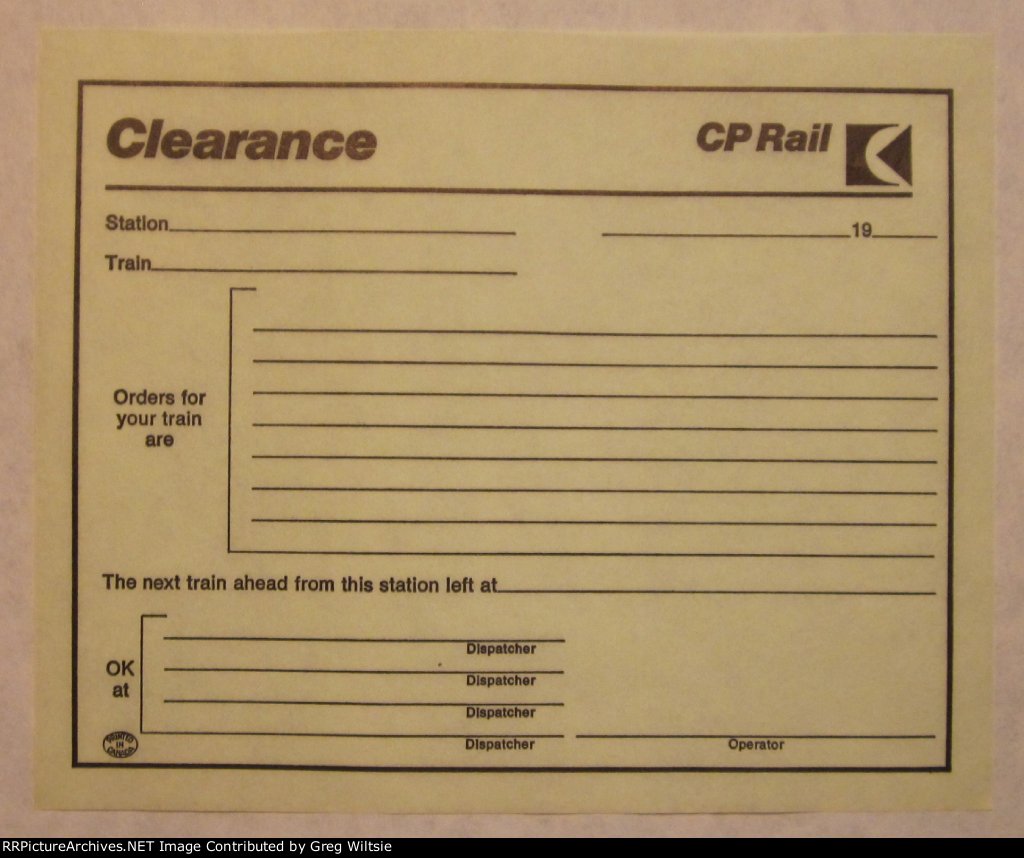 Clearance CP Rail
Station 19
Train
Orders for
your train
are
The next train ahead from this station left at
OK
at
Dispatcher
Dispatcher
Dispatcher
Dispatcher
Operator
PRINTED
IN
CANADA
RRPictureArchives.NET Image Contributed by Greg Wiltsie